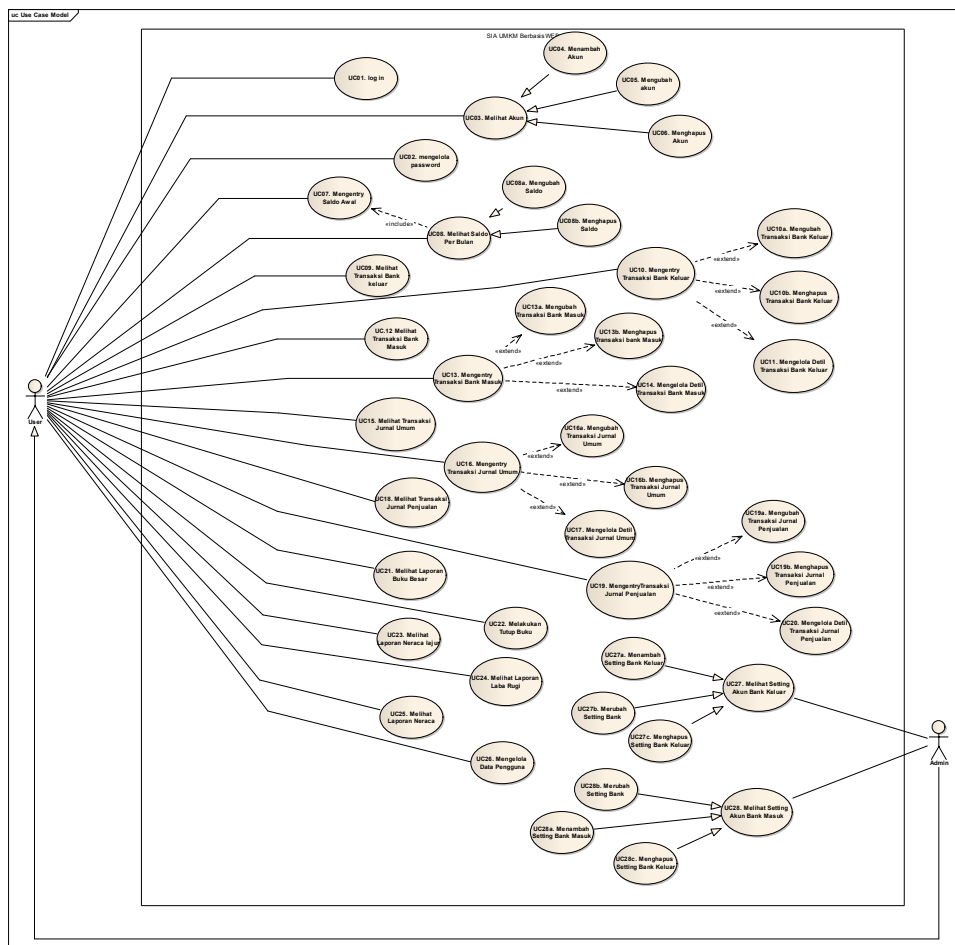 uc Use Case Model
SIA UMKM BerbasisWEB
UC04. Menambah
Akun
UC01. log in
UC05. Mengubah
akun
UC03. Melihat Akun
UC06. Menghapus
Akun
UC02. mengelola
password
UC07. Mengentry
Saldo Awal
UC08a. Mengubah
Saldo
«include»
UC08. Melihat Saldo
Per Bulan
UC08b. Menghapus
Saldo
UC10a. Mengubah
Transaksi Bank Keluar
«extend»
UC09. Melihat
Transaksi Bank
keluar
UC10. Mengentry
Transaksi Bank Keluar
«extend»
UC10b. Menghapus
Transaksi Bank Keluar
«extend»
UC11. Mengelola Detil
Transaksi Bank Keluar
UC13a. Mengubah
Transaksi Bank Masuk
UC.12 Melihat
Transaksi Bank
Masuk
UC13b. Menghapus
Transaksi bank Masuk
«extend»
«extend»
UC13. Mengentry
Transaksi Bank Masuk
«extend»
UC14. Mengelola Detil
Transaksi Bank Masuk
User
UC15. Melihat Transaksi
Jurnal Umum
UC16a. Mengubah
Transaksi Jurnal
Umum
«extend»
UC16. Mengentry
Transaksi Jurnal Umum
«extend»
UC16b. Menghapus
Transaksi Jurnal
Umum
UC18. Melihat Transaksi
Jurnal Penjualan
«extend»
UC17. Mengelola Detil
Transaksi Jurnal Umum
UC19a. Mengubah
Transaksi Jurnal
Penjualan
«extend»
UC21. Melihat Laporan
Buku Besar
UC19. MengentryTransaksi
Jurnal Penjualan
«extend»
UC19b. Menghapus
Transaksi Jurnal
Penjualan
«extend»
UC20. Mengelola Detil
Transaksi Jurnal
Penjualan
UC22. Melakukan
Tutup Buku
UC23. Melihat
Laporan Neraca lajur
UC27a. Menambah
Setting Bank Keluar
UC24. Melihat Laporan
Laba Rugi
UC27. Melihat Setting
Akun Bank Keluar
UC27b. Merubah
Setting Bank
UC25. Melihat
Laporan Neraca
UC27c. Menghapus
Setting Bank Keluar
UC26. Mengelola
Data Pengguna
Admin
UC28b. Merubah
Setting Bank
UC28. Melihat Setting
Akun Bank Masuk
UC28a. Menambah
Setting Bank Masuk
UC28c. Menghapus
Setting Bank Keluar